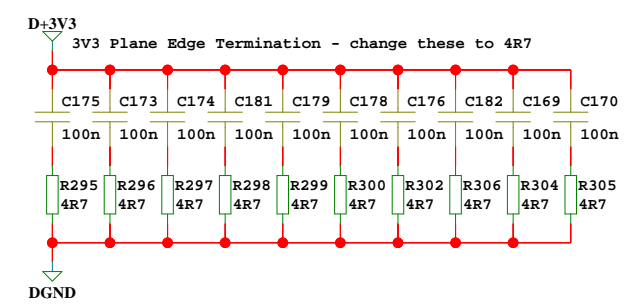 D+3V3
3V3 Plane Edge Termination - change these to 4R7
C175 C173 C174 C181 C179 C178 C176 C182 C169 C170
100n 100n 100n 100n 100n 100n 100n 100n 100n 100n
R295 R296 R297 R298 R299 R300 R302 R306 R304 R305
4R7 4R7 4R7 4R7 4R7 4R7 4R7 4R7 4R7 4R7
DGND